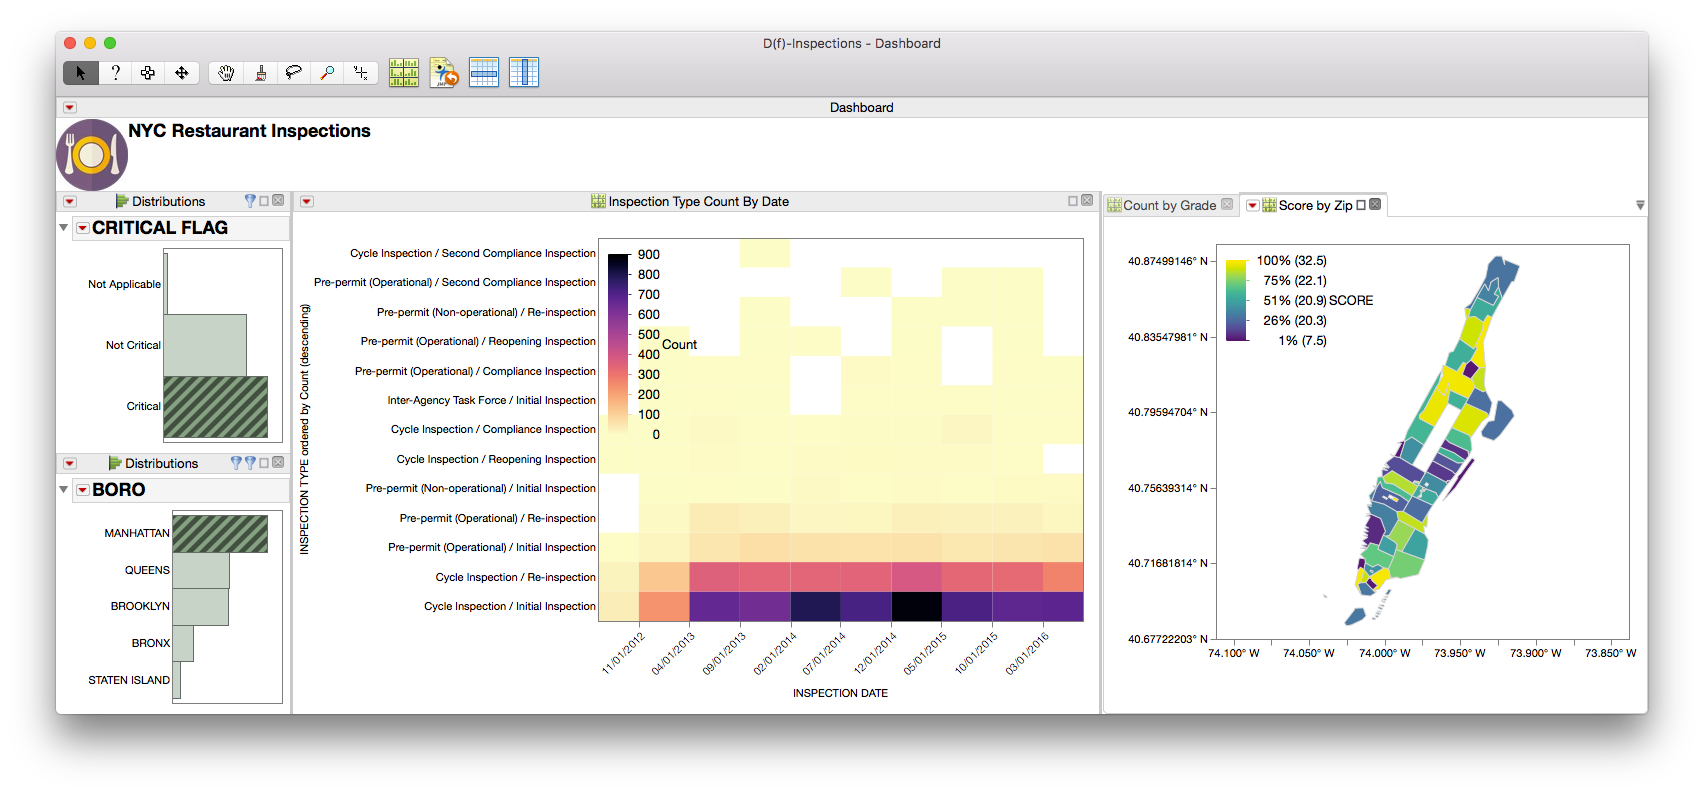 D(f)-Inspections - Dashboard
?
JMP
Dashboard
NYC Restaurant Inspections
Distributions
CRITICAL FLAG
Not Applicable
Not Critical
Critical
Distributions
BORO
MANHATTAN
QUEENS
BROOKLYN
BRONX
STATEN ISLAND
Inspection Type Count By Date
INSPECTION TYPE ordered by Count (descending)
Cycle Inspection / Second Compliance Inspection
Pre-permit (Operational) / Second Compliance Inspection
Pre-permit (Non-operational) / Re-inspection
Pre-permit (Operational) / Reopening Inspection
Pre-permit (Operational) / Compliance Inspection
Inter-Agency Task Force / Initial Inspection
Cycle Inspection / Compliance Inspection
Cycle Inspection / Reopening Inspection
Pre-permit (Non-operational) / Initial Inspection
Pre-permit (Operational) / Re-inspection
Pre-permit (Operational) / Initial Inspection
Cycle Inspection / Re-inspection
Cycle Inspection / Initial Inspection
900
800
700
600
500
400
300
200
100
0
Count
11/01/2012
04/01/2013
09/01/2013
02/01/2014
07/01/2014
12/01/2014
05/01/2015
10/01/2015
03/01/2016
INSPECTION DATE
Count by Grade
Score by Zip
40.87499146° N
40.83547981° N
40.79594704° N
40.75639314° N
40.71681814° N
40.67722203° N
100% (32.5)
75% (22.1)
51% (20.9) SCORE
26% (20.3)
1% (7.5)
74.100° W
74.050° W
74.000° W
73.950° W
73.900° W
73.850° W